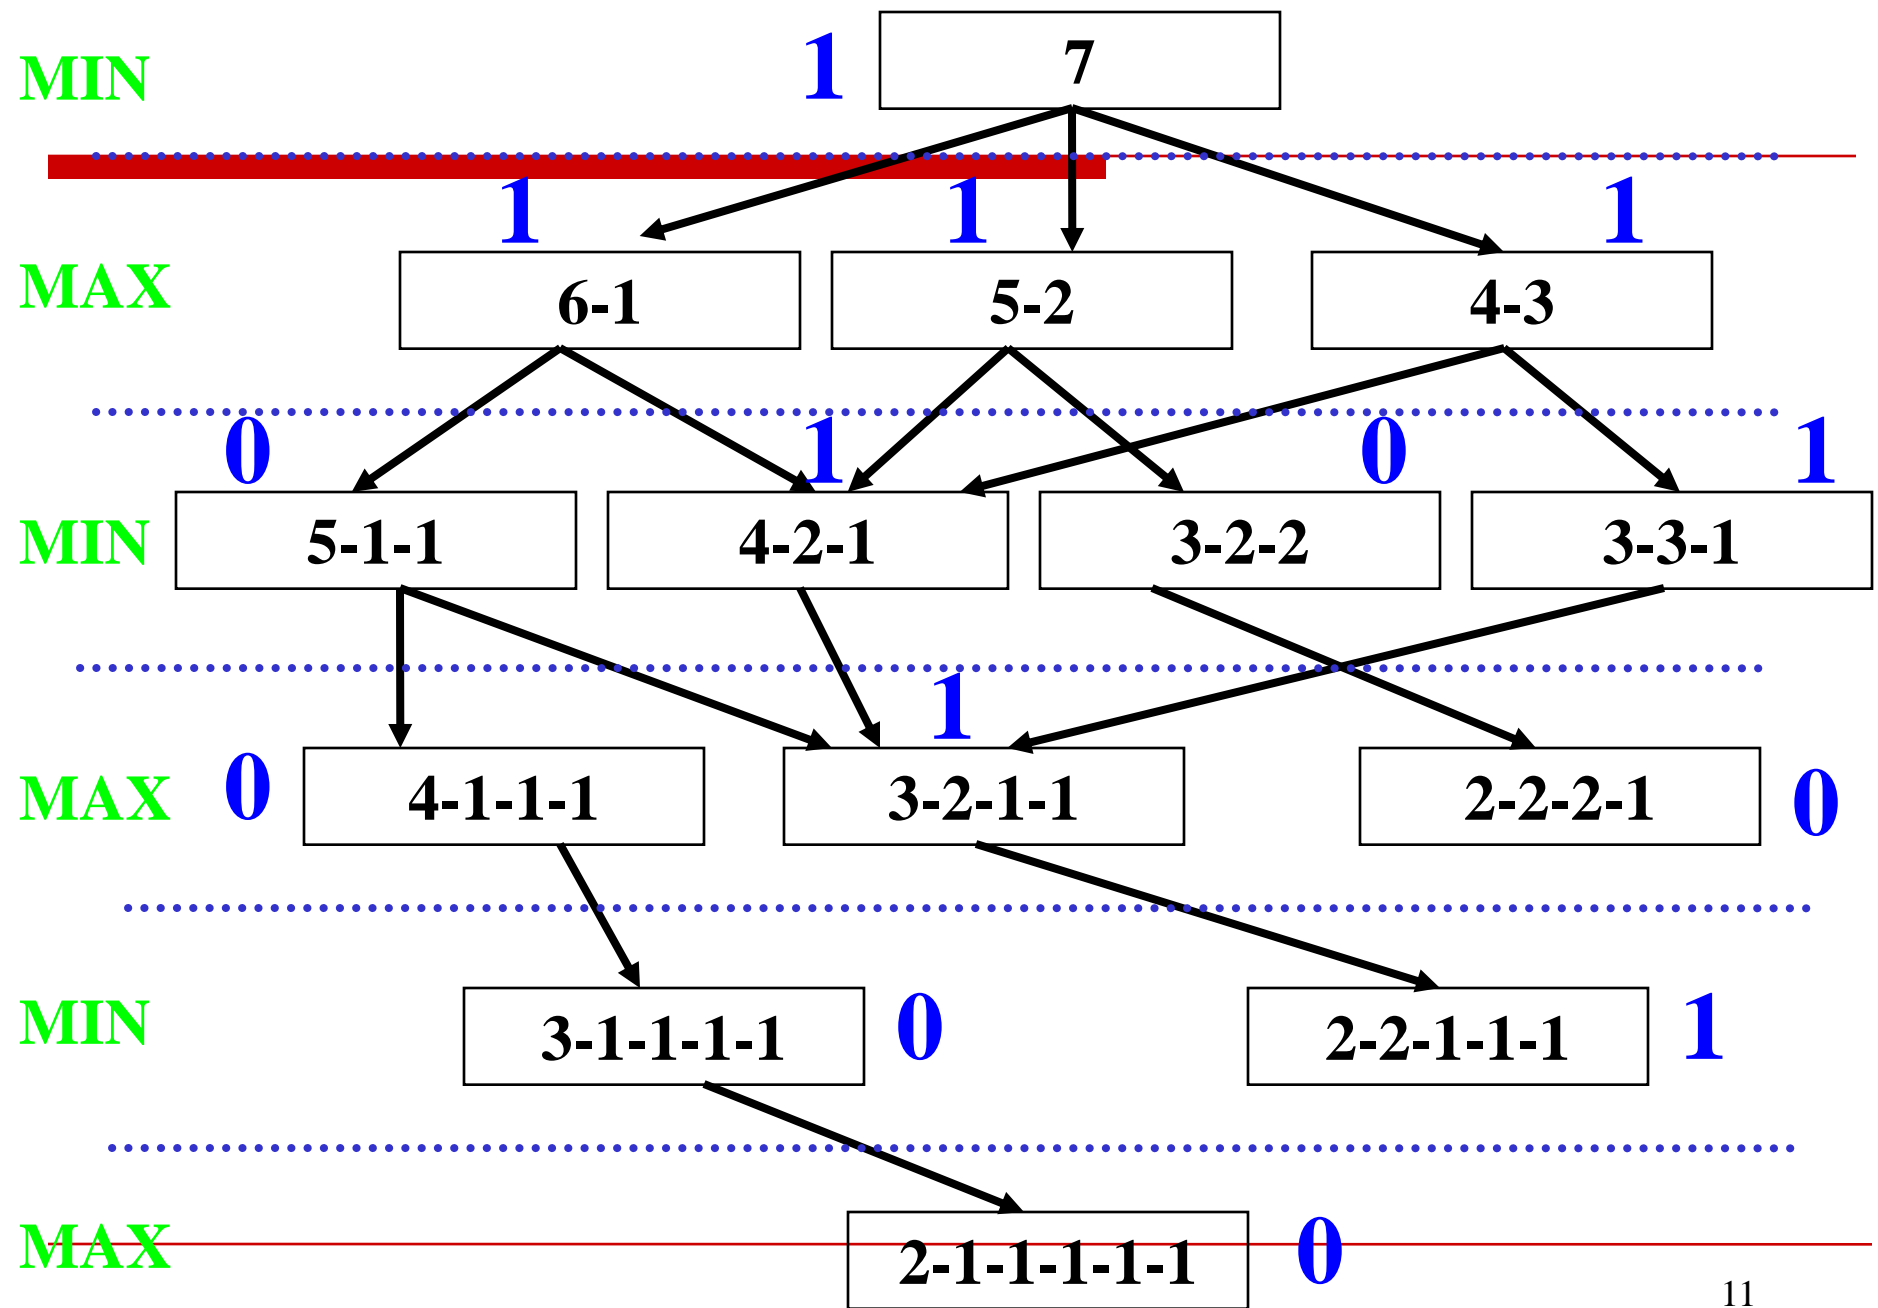 MIN 1 7
1 1 1
MAX 6-1 5-2 4-3
0 1 0 1
MIN 5-1-1 4-2-1 3-2-2 3-3-1
1
MAX 0 4-1-1-1 3-2-1-1 2-2-2-1 0
MIN 3-1-1-1-1 0 2-2-1-1-1 1
MAX 2-1-1-1-1-1 0
11